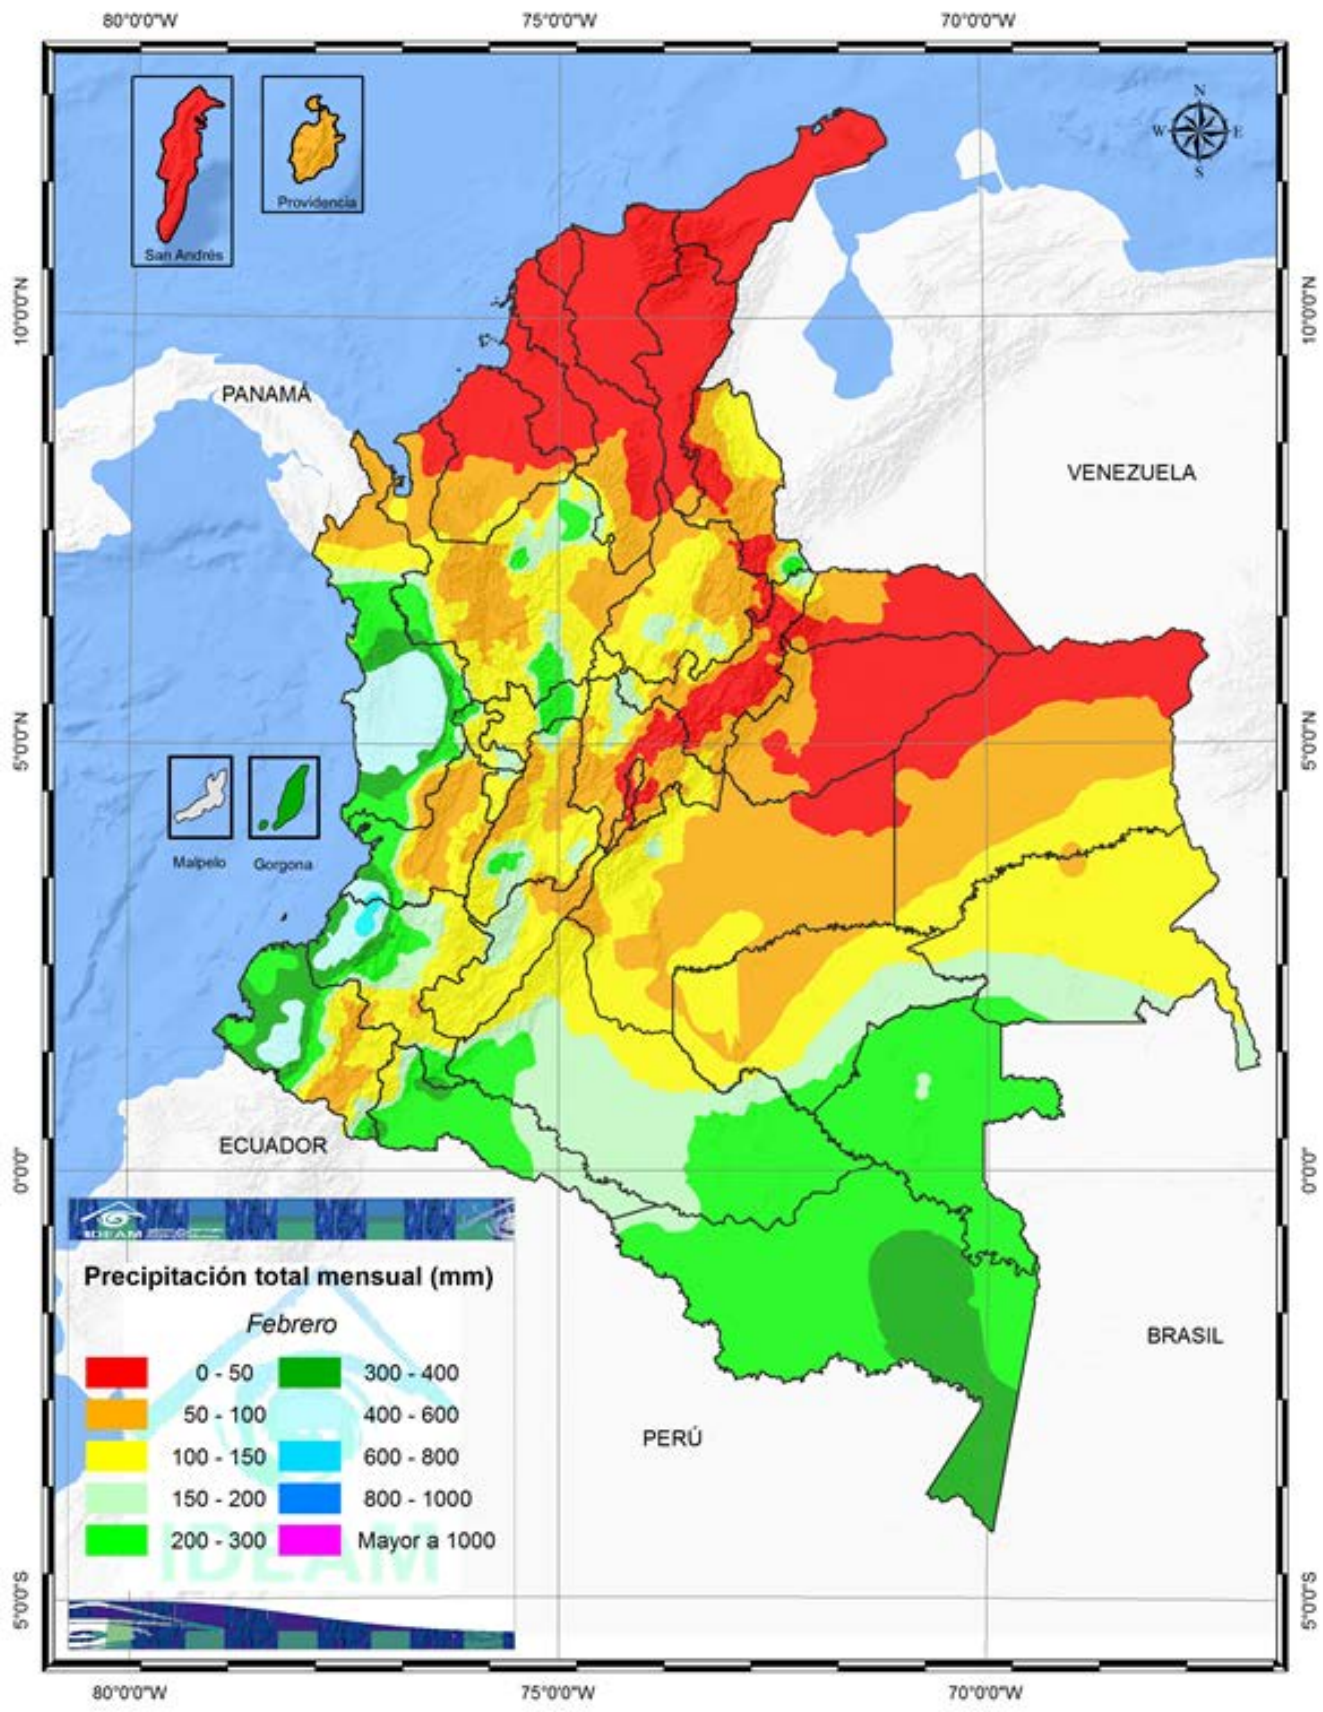 80°0'0"W 75°0'0"W 70°0'0"W
N
W E
S
Providencia
San Andrés
10°0'0"N 10°0'0"N
PANAMÁ
VENEZUELA
5°0'0"N 5°0'0"N
Malpelo Gorgona
ECUADOR
0°0'0" 0°0'0"
IDEAM
Precipitación total mensual (mm)
Febrero
0 - 50 300 - 400
50 - 100 400 - 600
100 - 150 600 - 800
150 - 200 800 - 1000
200 - 300 Mayor a 1000
IDEAM
BRASIL
PERÚ
5°0'0"S 5°0'0"S
80°0'0"W 75°0'0"W 70°0'0"W